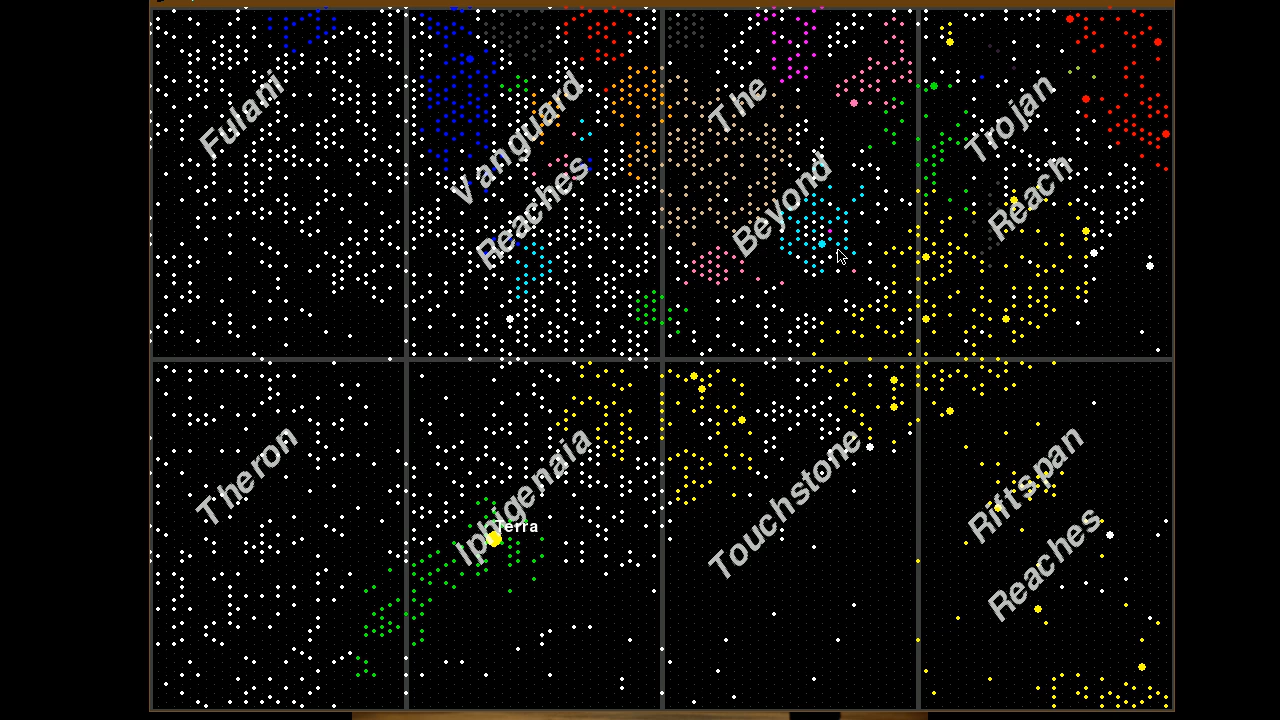 Fulani
Vanguard
Reaches
The
Beyond
Trojan
Reach
Theron
Iphigenaia
Terra
Touchstone
Riftspan
Reaches